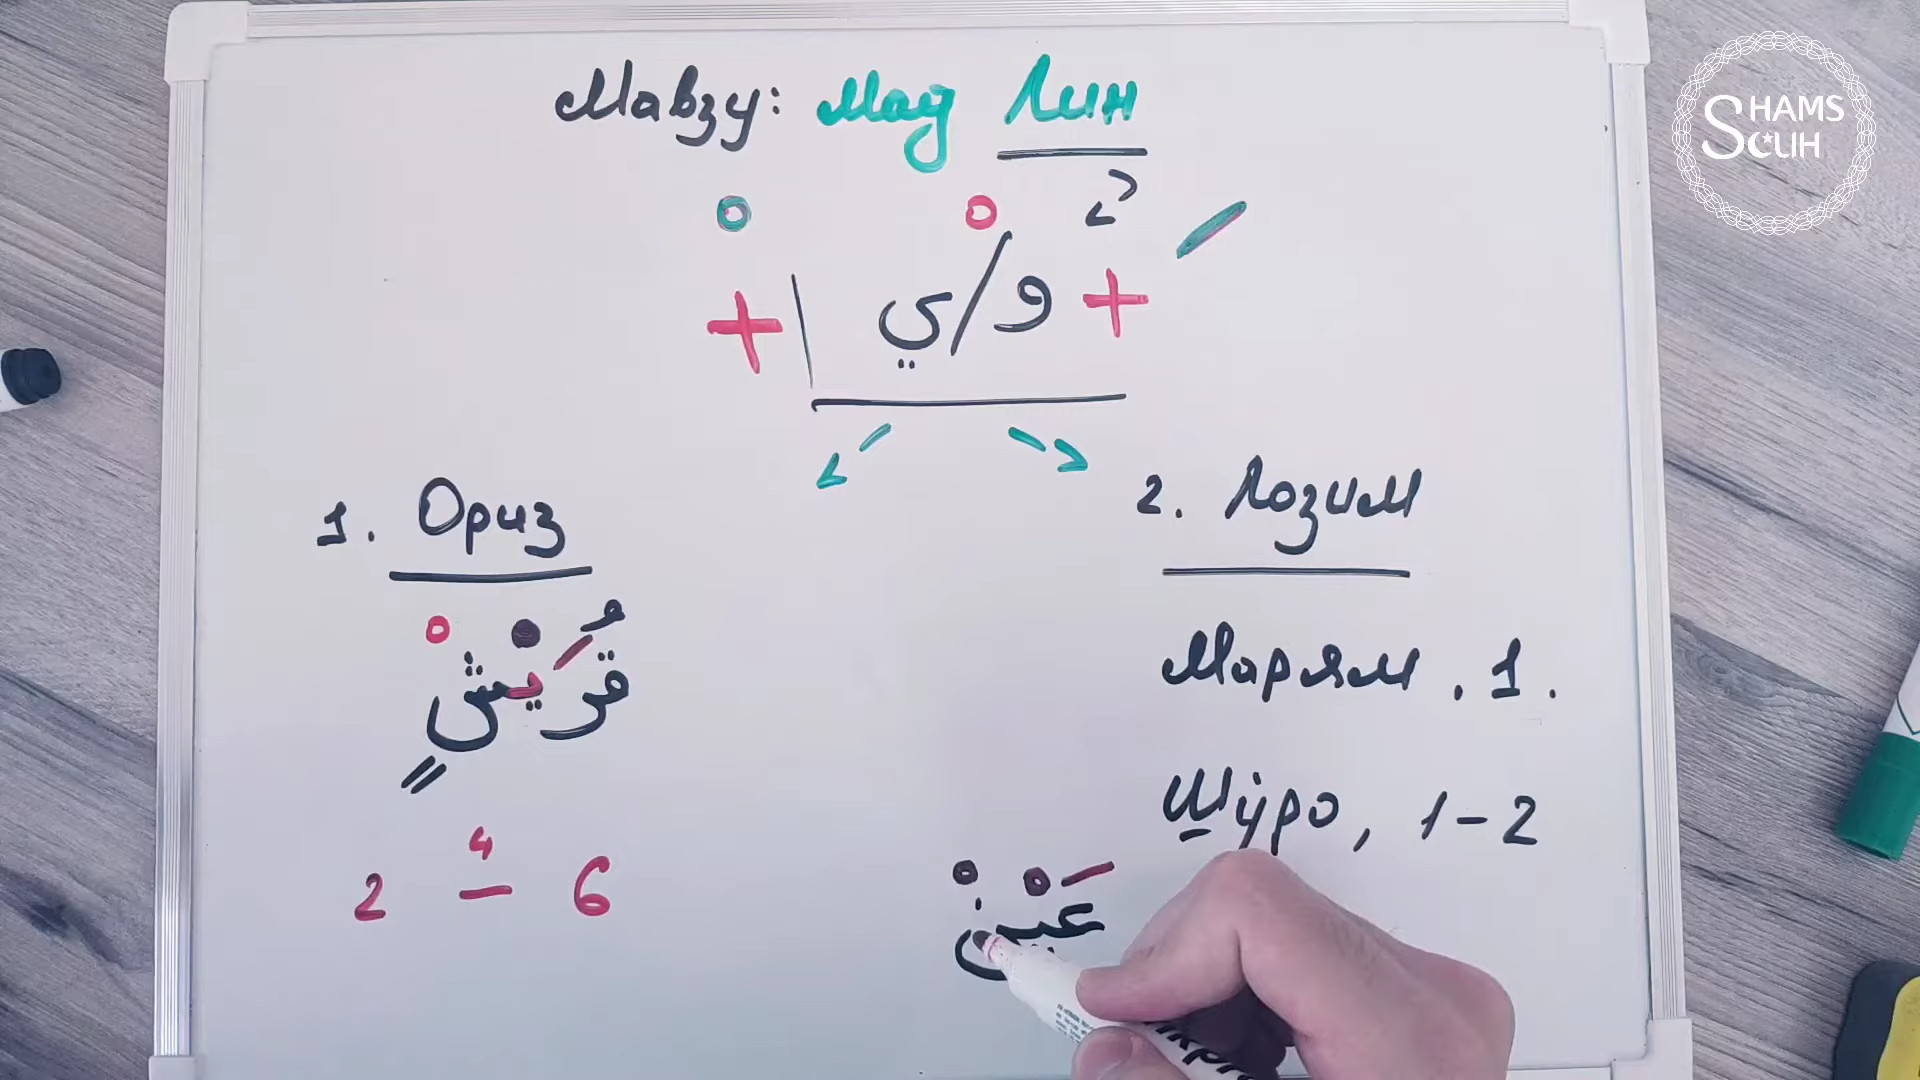 Мавзу: Мад Лин
SHAMS
SOLIH
+ و/ي +
1. Ориз
2. Лозим
قُرَيْشٍ
Марям . 1 .
Шўро, 1-2
4
2 — 6
عَيْنْ